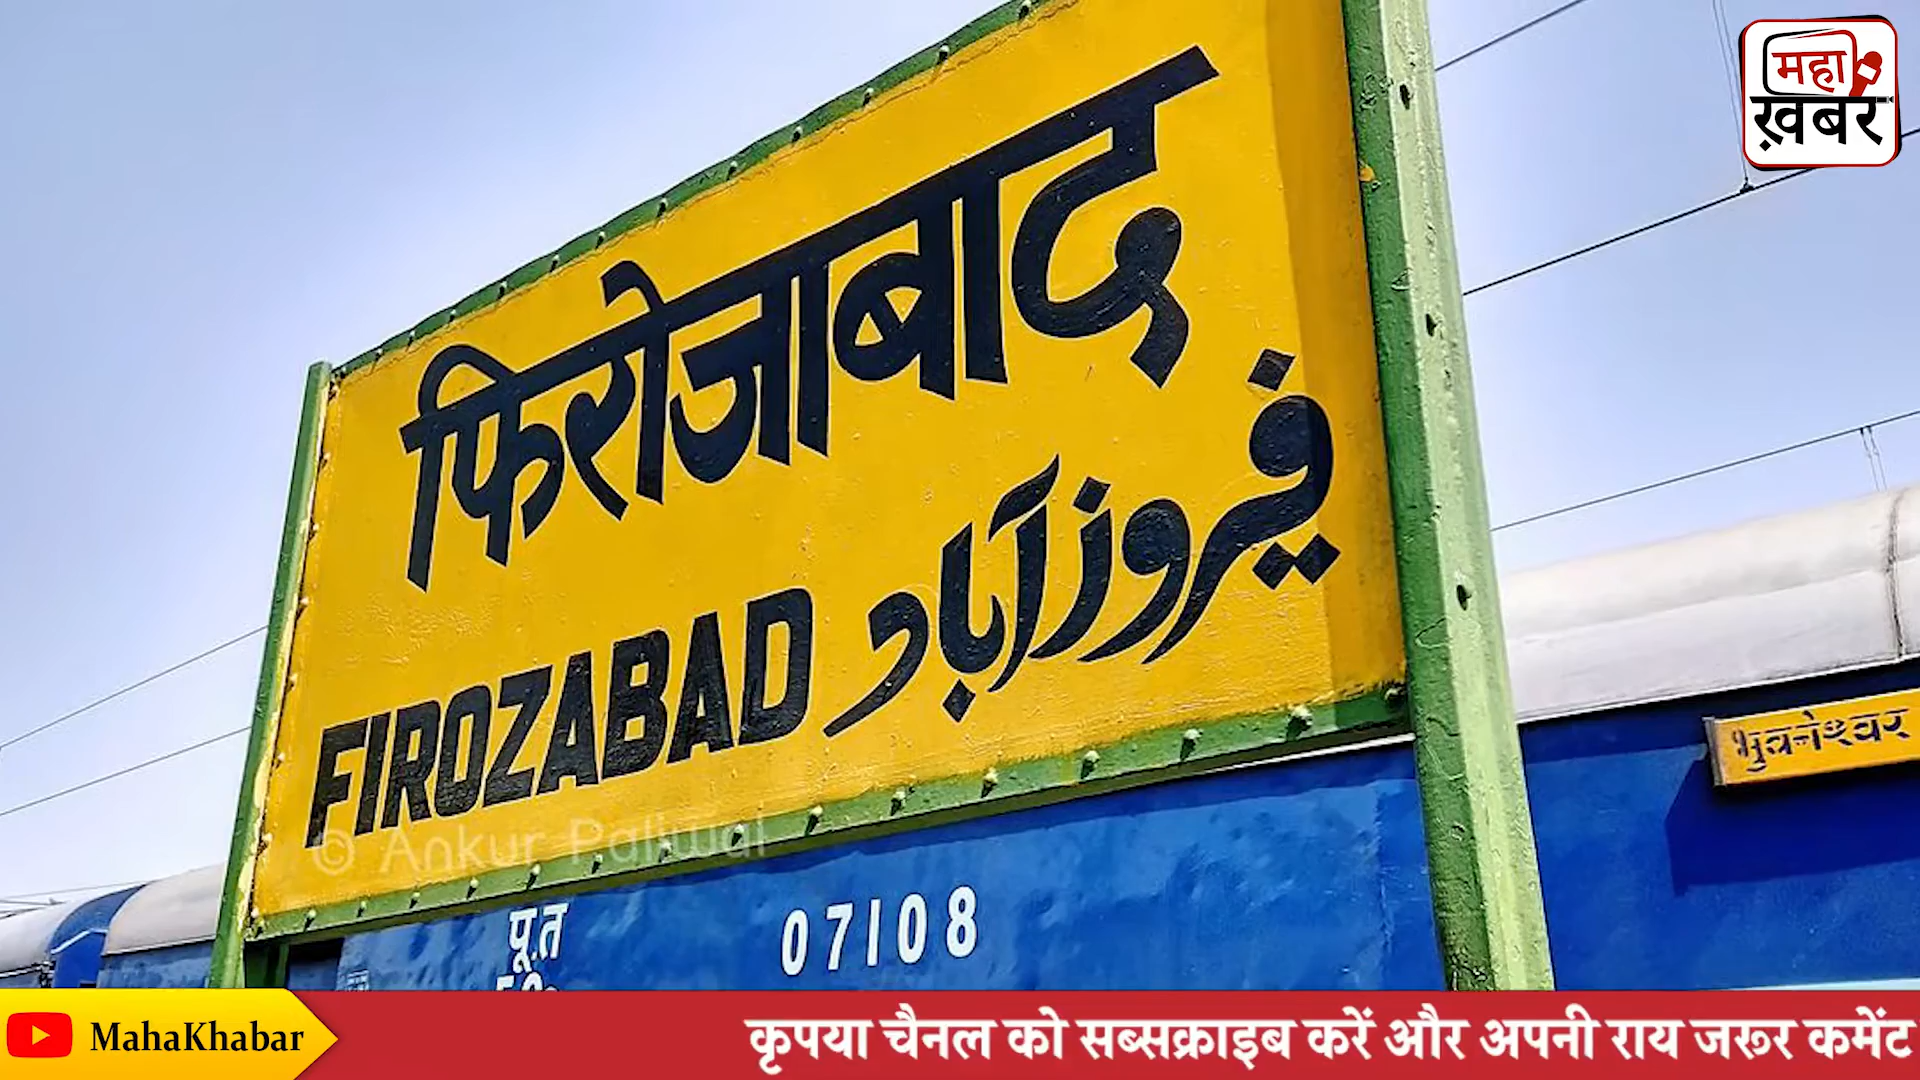 महा
ख़बर
फिरोजाबाद
FIROZABAD فیروزآباد
© Ankur Paliwal
भुवनेश्वर
पू.त 07108
MahaKhabar कृपया चैनल को सब्सक्राइब करें और अपनी राय जरूर कमेंट